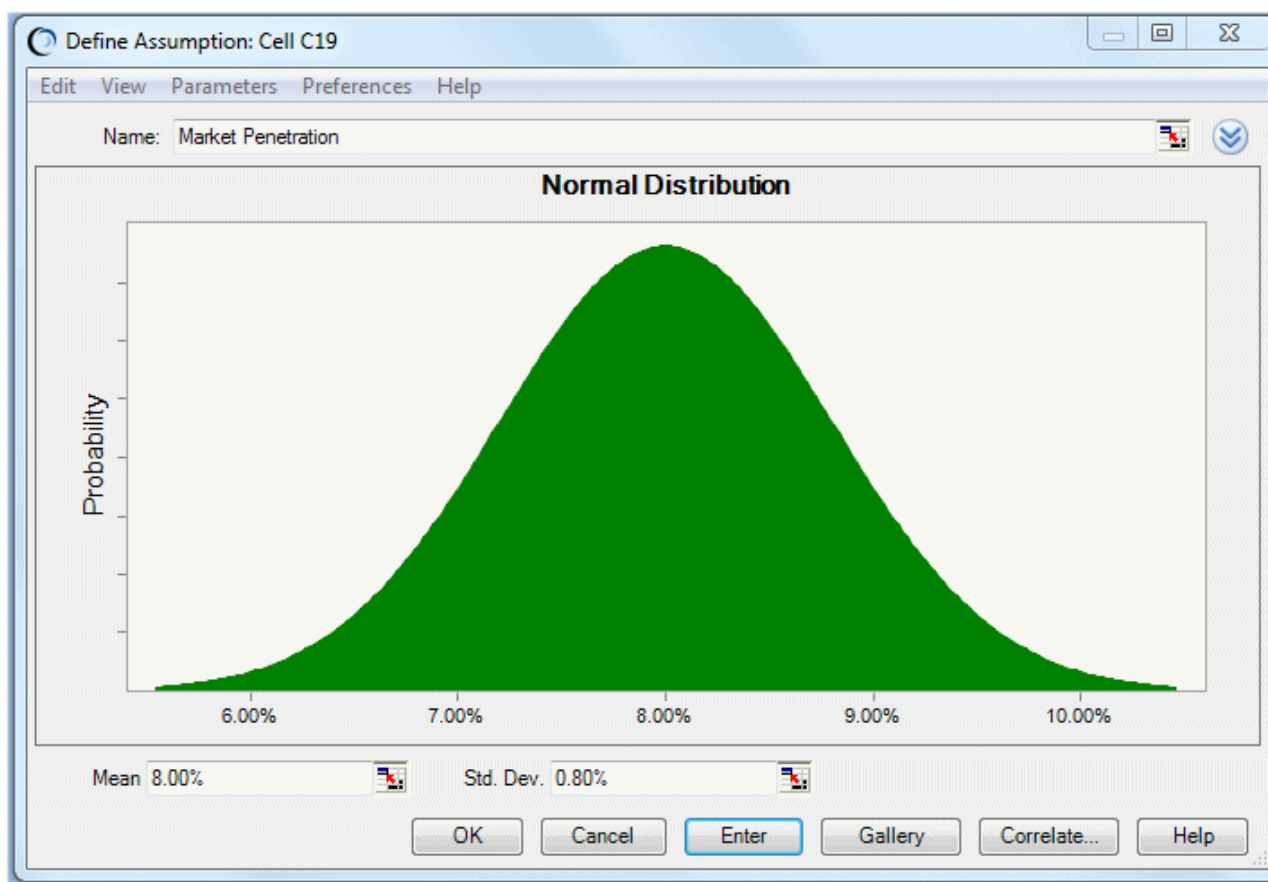 Define Assumption: Cell C19
Edit View Parameters Preferences Help
Name: Market Penetration
Normal Distribution
Probability
6.00% 7.00% 8.00% 9.00% 10.00%
Mean 8.00% Std. Dev. 0.80%
OK Cancel Enter Gallery Correlate... Help